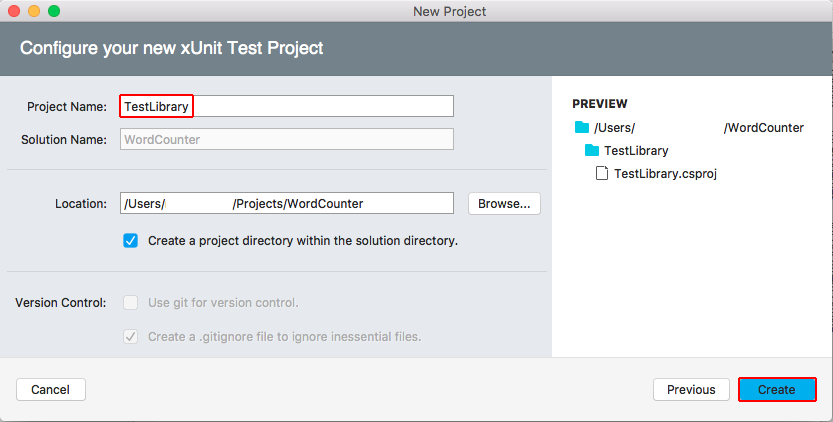 New Project
Configure your new xUnit Test Project
Project Name: TestLibrary
Solution Name: WordCounter
Location: /Users/ /Projects/WordCounter Browse...
Create a project directory within the solution directory.
Version Control: Use git for version control.
Create a .gitignore file to ignore inessential files.
PREVIEW
/Users/ /WordCounter
TestLibrary
TestLibrary.csproj
Cancel
Previous
Create